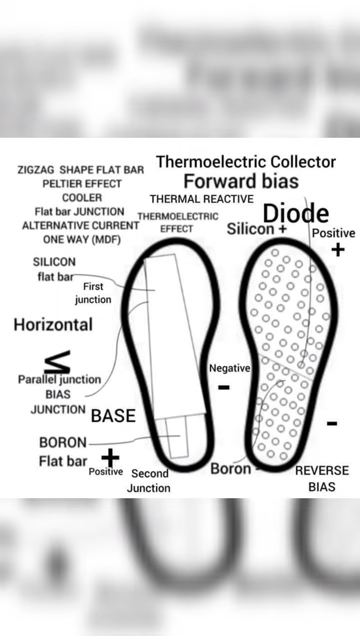 Thermoelectric Collector
Forward bias
THERMAL REACTIVE
Diode
ZIGZAG SHAPE FLAT BAR
PELTIER EFFECT
COOLER
Flat bar JUNCTION
ALTERNATIVE CURRENT
ONE WAY (MDF)
THERMOELECTRIC
EFFECT
Silicon +
Positive
+
SILICON
flat bar
First
junction
Horizontal
≤
Parallel junction
BIAS
JUNCTION
BASE
Negative
-
-
BORON
Flat bar
+
Positive
Second
Junction
Boron -
REVERSE
BIAS